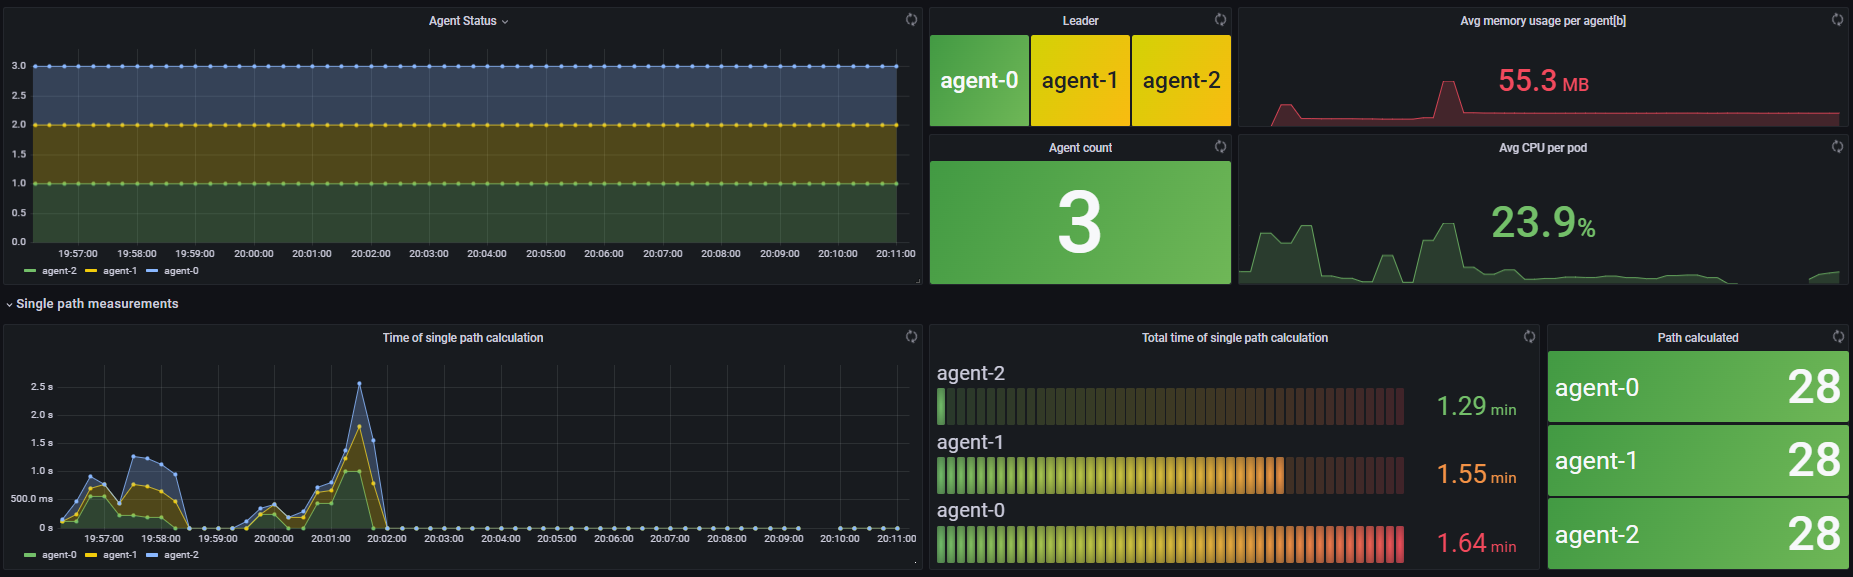 Agent Status
3.0
2.5
2.0
1.5
1.0
0.5
0.0
19:57:00 19:58:00 19:59:00 20:00:00 20:01:00 20:02:00 20:03:00 20:04:00 20:05:00 20:06:00 20:07:00 20:08:00 20:09:00 20:10:00 20:11:00
agent-2 agent-1 agent-0
Leader
agent-0 agent-1 agent-2
Agent count
3
Avg memory usage per agent[b]
55.3 MB
Avg CPU per pod
23.9%
Single path measurements
Time of single path calculation
2.5 s
2.0 s
1.5 s
1.0 s
500.0 ms
0 s
19:57:00 19:58:00 19:59:00 20:00:00 20:01:00 20:02:00 20:03:00 20:04:00 20:05:00 20:06:00 20:07:00 20:08:00 20:09:00 20:10:00 20:11:00
agent-0 agent-1 agent-2
Total time of single path calculation
agent-2
1.29 min
agent-1
1.55 min
agent-0
1.64 min
Path calculated
agent-0 28
agent-1 28
agent-2 28